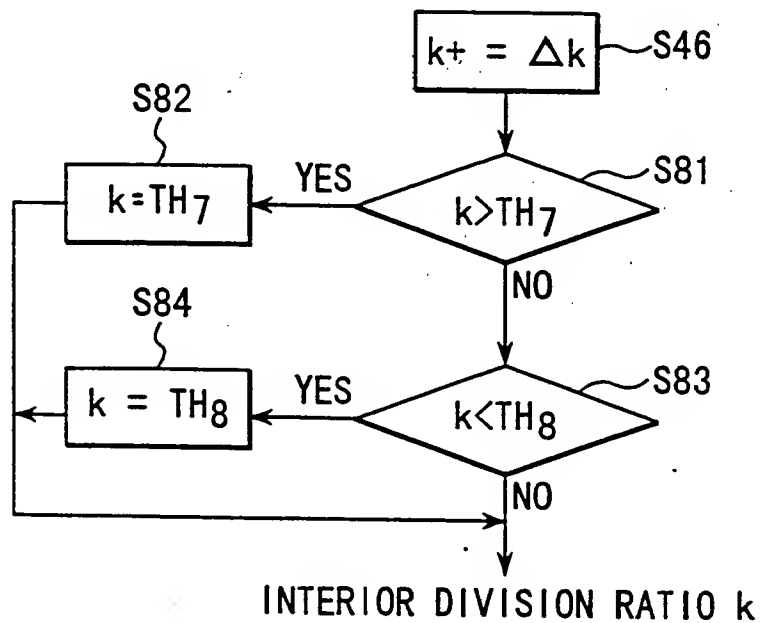 k+ = Δk
S46
S82
k=TH7
YES
S81
k>TH7
NO
S84
k = TH8
YES
S83
k<TH8
NO
INTERIOR DIVISION RATIO k